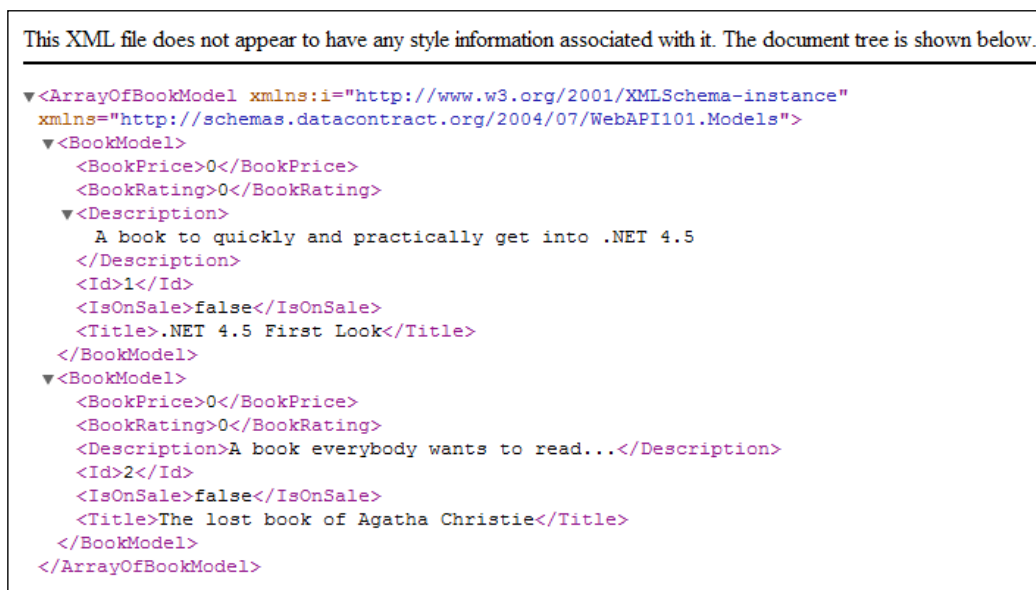 This XML file does not appear to have any style information associated with it. The document tree is shown below.
▼<ArrayOfBookModel xmlns:i="http://www.w3.org/2001/XMLSchema-instance"
xmlns="http://schemas.datacontract.org/2004/07/WebAPI101.Models">
▼<BookModel>
<BookPrice>0</BookPrice>
<BookRating>0</BookRating>
▼<Description>
A book to quickly and practically get into .NET 4.5
</Description>
<Id>1</Id>
<IsOnSale>false</IsOnSale>
<Title>.NET 4.5 First Look</Title>
</BookModel>
▼<BookModel>
<BookPrice>0</BookPrice>
<BookRating>0</BookRating>
<Description>A book everybody wants to read...</Description>
<Id>2</Id>
<IsOnSale>false</IsOnSale>
<Title>The lost book of Agatha Christie</Title>
</BookModel>
</ArrayOfBookModel>